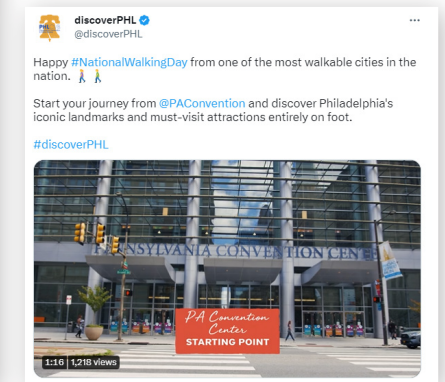 discoverPHL
@discoverPHL
Happy #NationalWalkingDay from one of the most walkable cities in the
nation.
Start your journey from @PAConvention and discover Philadelphia's
iconic landmarks and must-visit attractions entirely on foot.
#discoverPHL
PENNSYLVANIA CONVENTION CENTER
PA Convention
Center
STARTING POINT
1:16 1,218 views